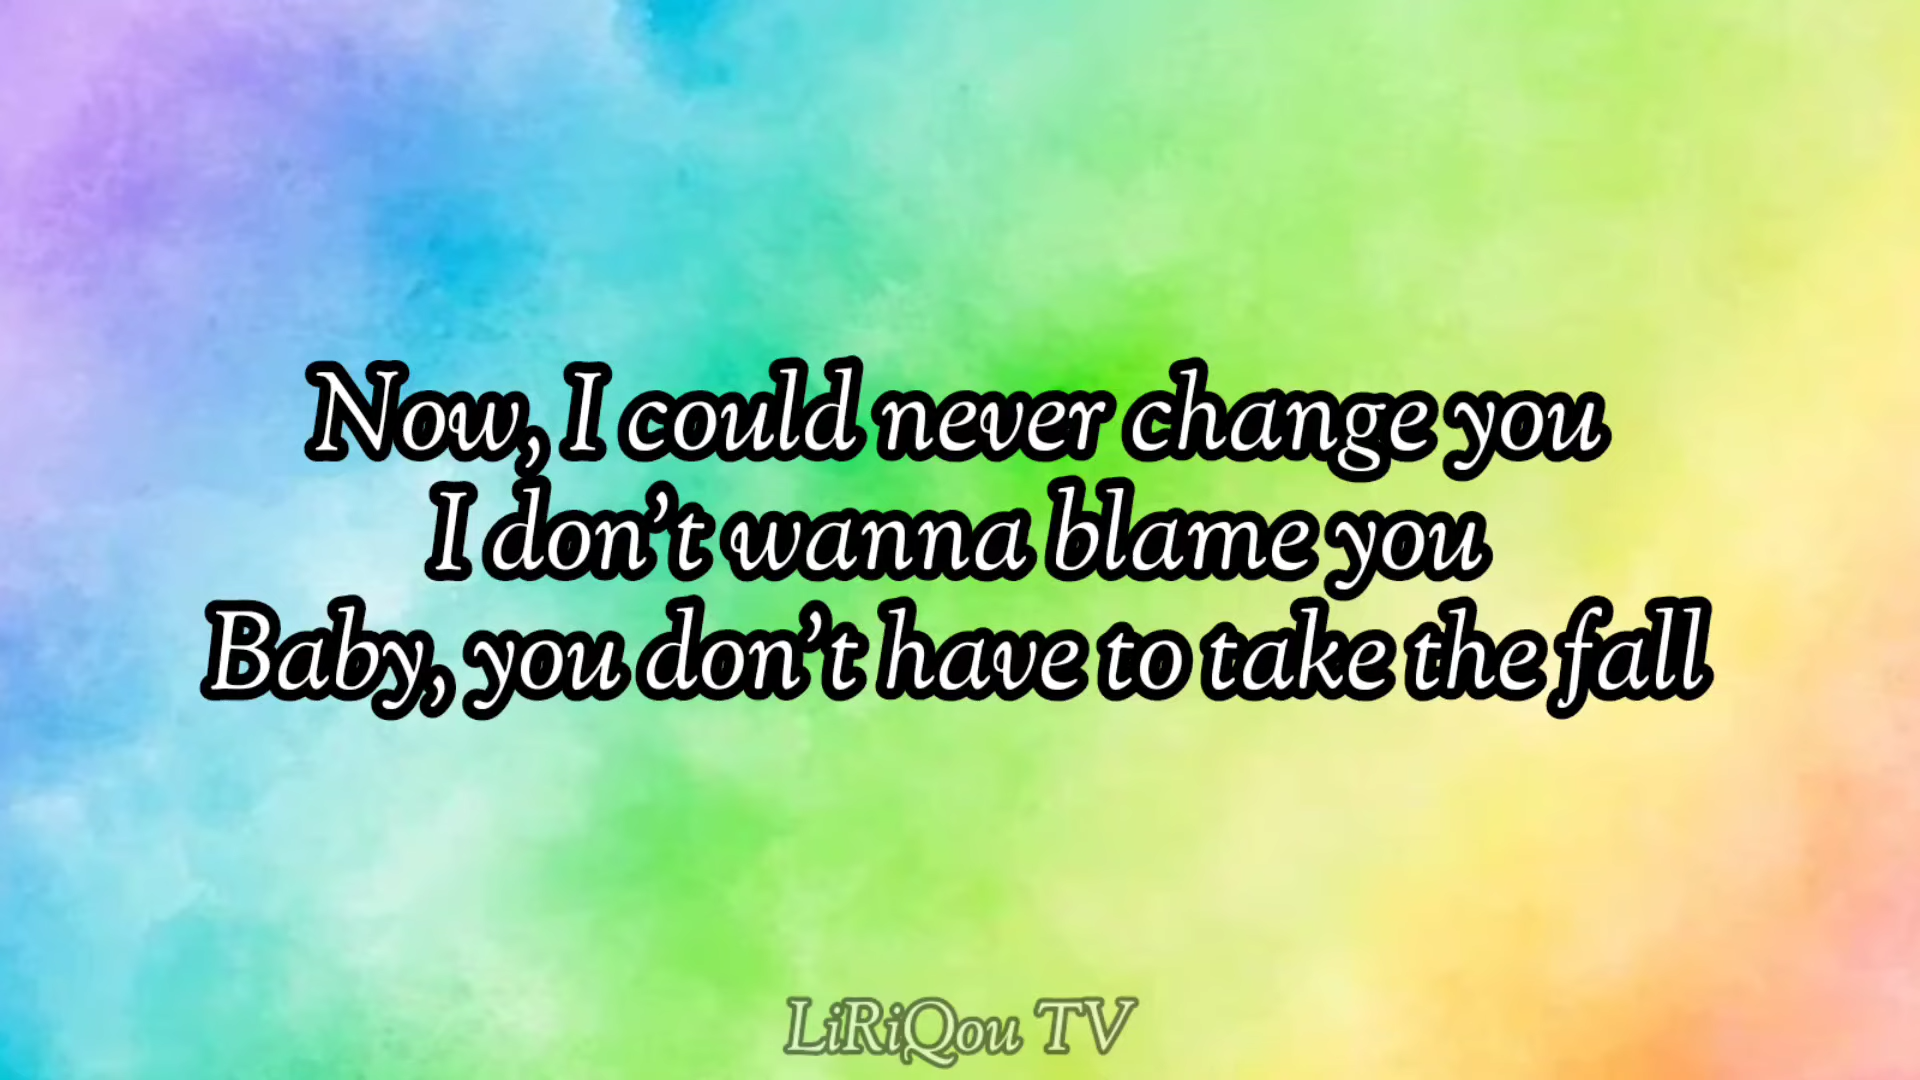 Now, I could never change you
I don't wanna blame you
Baby, you don't have to take the fall
LiRiQou TV